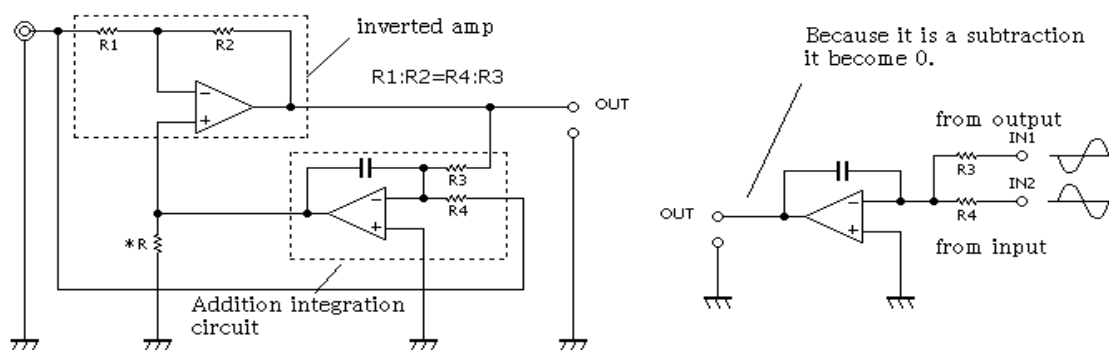 R1
R2
inverted amp
R1:R2=R4:R3
OUT
R3
R4
*R
Addition integration
circuit
Because it is a subtraction
it become 0.
from output
IN1
R3
IN2
R4
OUT
from input